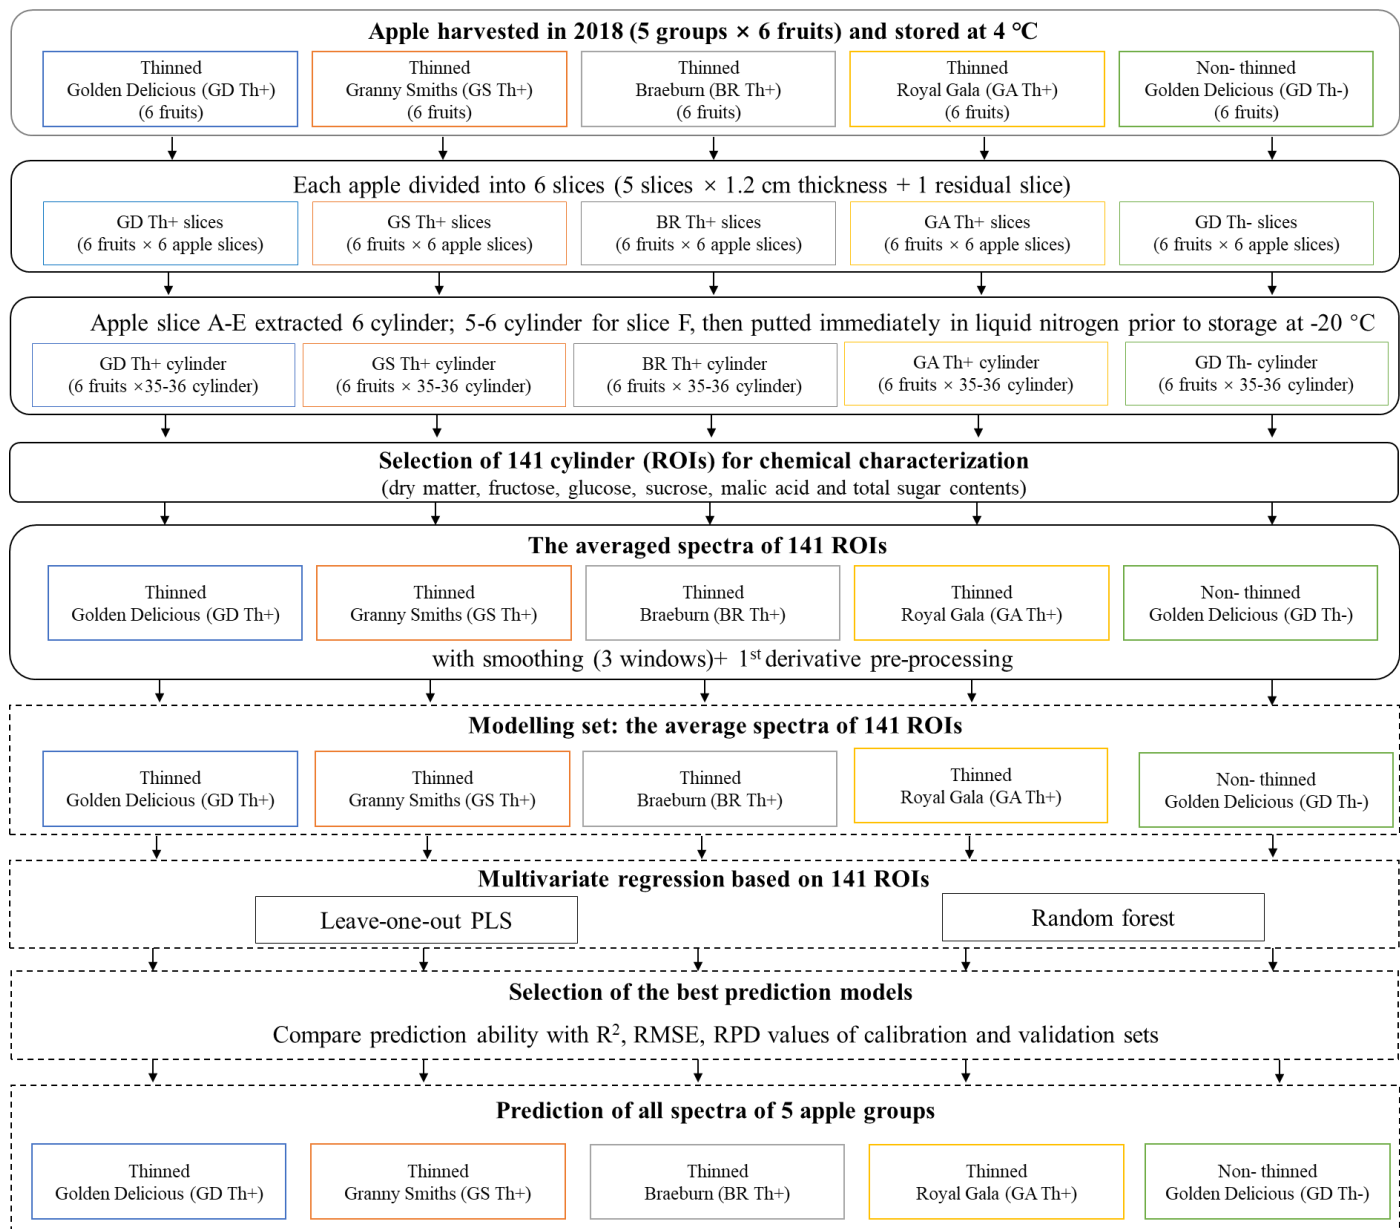 Apple harvested in 2018 (5 groups × 6 fruits) and stored at 4 °C
Thinned
Golden Delicious (GD Th+)
(6 fruits)
Thinned
Granny Smiths (GS Th+)
(6 fruits)
Thinned
Braeburn (BR Th+)
(6 fruits)
Thinned
Royal Gala (GA Th+)
(6 fruits)
Non- thinned
Golden Delicious (GD Th-)
(6 fruits)
Each apple divided into 6 slices (5 slices × 1.2 cm thickness + 1 residual slice)
GD Th+ slices
(6 fruits × 6 apple slices)
GS Th+ slices
(6 fruits × 6 apple slices)
BR Th+ slices
(6 fruits × 6 apple slices)
GA Th+ slices
(6 fruits × 6 apple slices)
GD Th- slices
(6 fruits × 6 apple slices)
Apple slice A-E extracted 6 cylinder; 5-6 cylinder for slice F, then putted immediately in liquid nitrogen prior to storage at -20 °C
GD Th+ cylinder
(6 fruits ×35-36 cylinder)
GS Th+ cylinder
(6 fruits × 35-36 cylinder)
BR Th+ cylinder
(6 fruits × 35-36 cylinder)
GA Th+ cylinder
(6 fruits × 35-36 cylinder)
GD Th- cylinder
(6 fruits × 35-36 cylinder)
Selection of 141 cylinder (ROIs) for chemical characterization
(dry matter, fructose, glucose, sucrose, malic acid and total sugar contents)
The averaged spectra of 141 ROIs
Thinned
Golden Delicious (GD Th+)
Thinned
Granny Smiths (GS Th+)
Thinned
Braeburn (BR Th+)
Thinned
Royal Gala (GA Th+)
Non- thinned
Golden Delicious (GD Th-)
with smoothing (3 windows)+ 1st derivative pre-processing
Modelling set: the average spectra of 141 ROIs
Thinned
Golden Delicious (GD Th+)
Thinned
Granny Smiths (GS Th+)
Thinned
Braeburn (BR Th+)
Thinned
Royal Gala (GA Th+)
Non- thinned
Golden Delicious (GD Th-)
Multivariate regression based on 141 ROIs
Leave-one-out PLS
Random forest
Selection of the best prediction models
Compare prediction ability with R², RMSE, RPD values of calibration and validation sets
Prediction of all spectra of 5 apple groups
Thinned
Golden Delicious (GD Th+)
Thinned
Granny Smiths (GS Th+)
Thinned
Braeburn (BR Th+)
Thinned
Royal Gala (GA Th+)
Non- thinned
Golden Delicious (GD Th-)